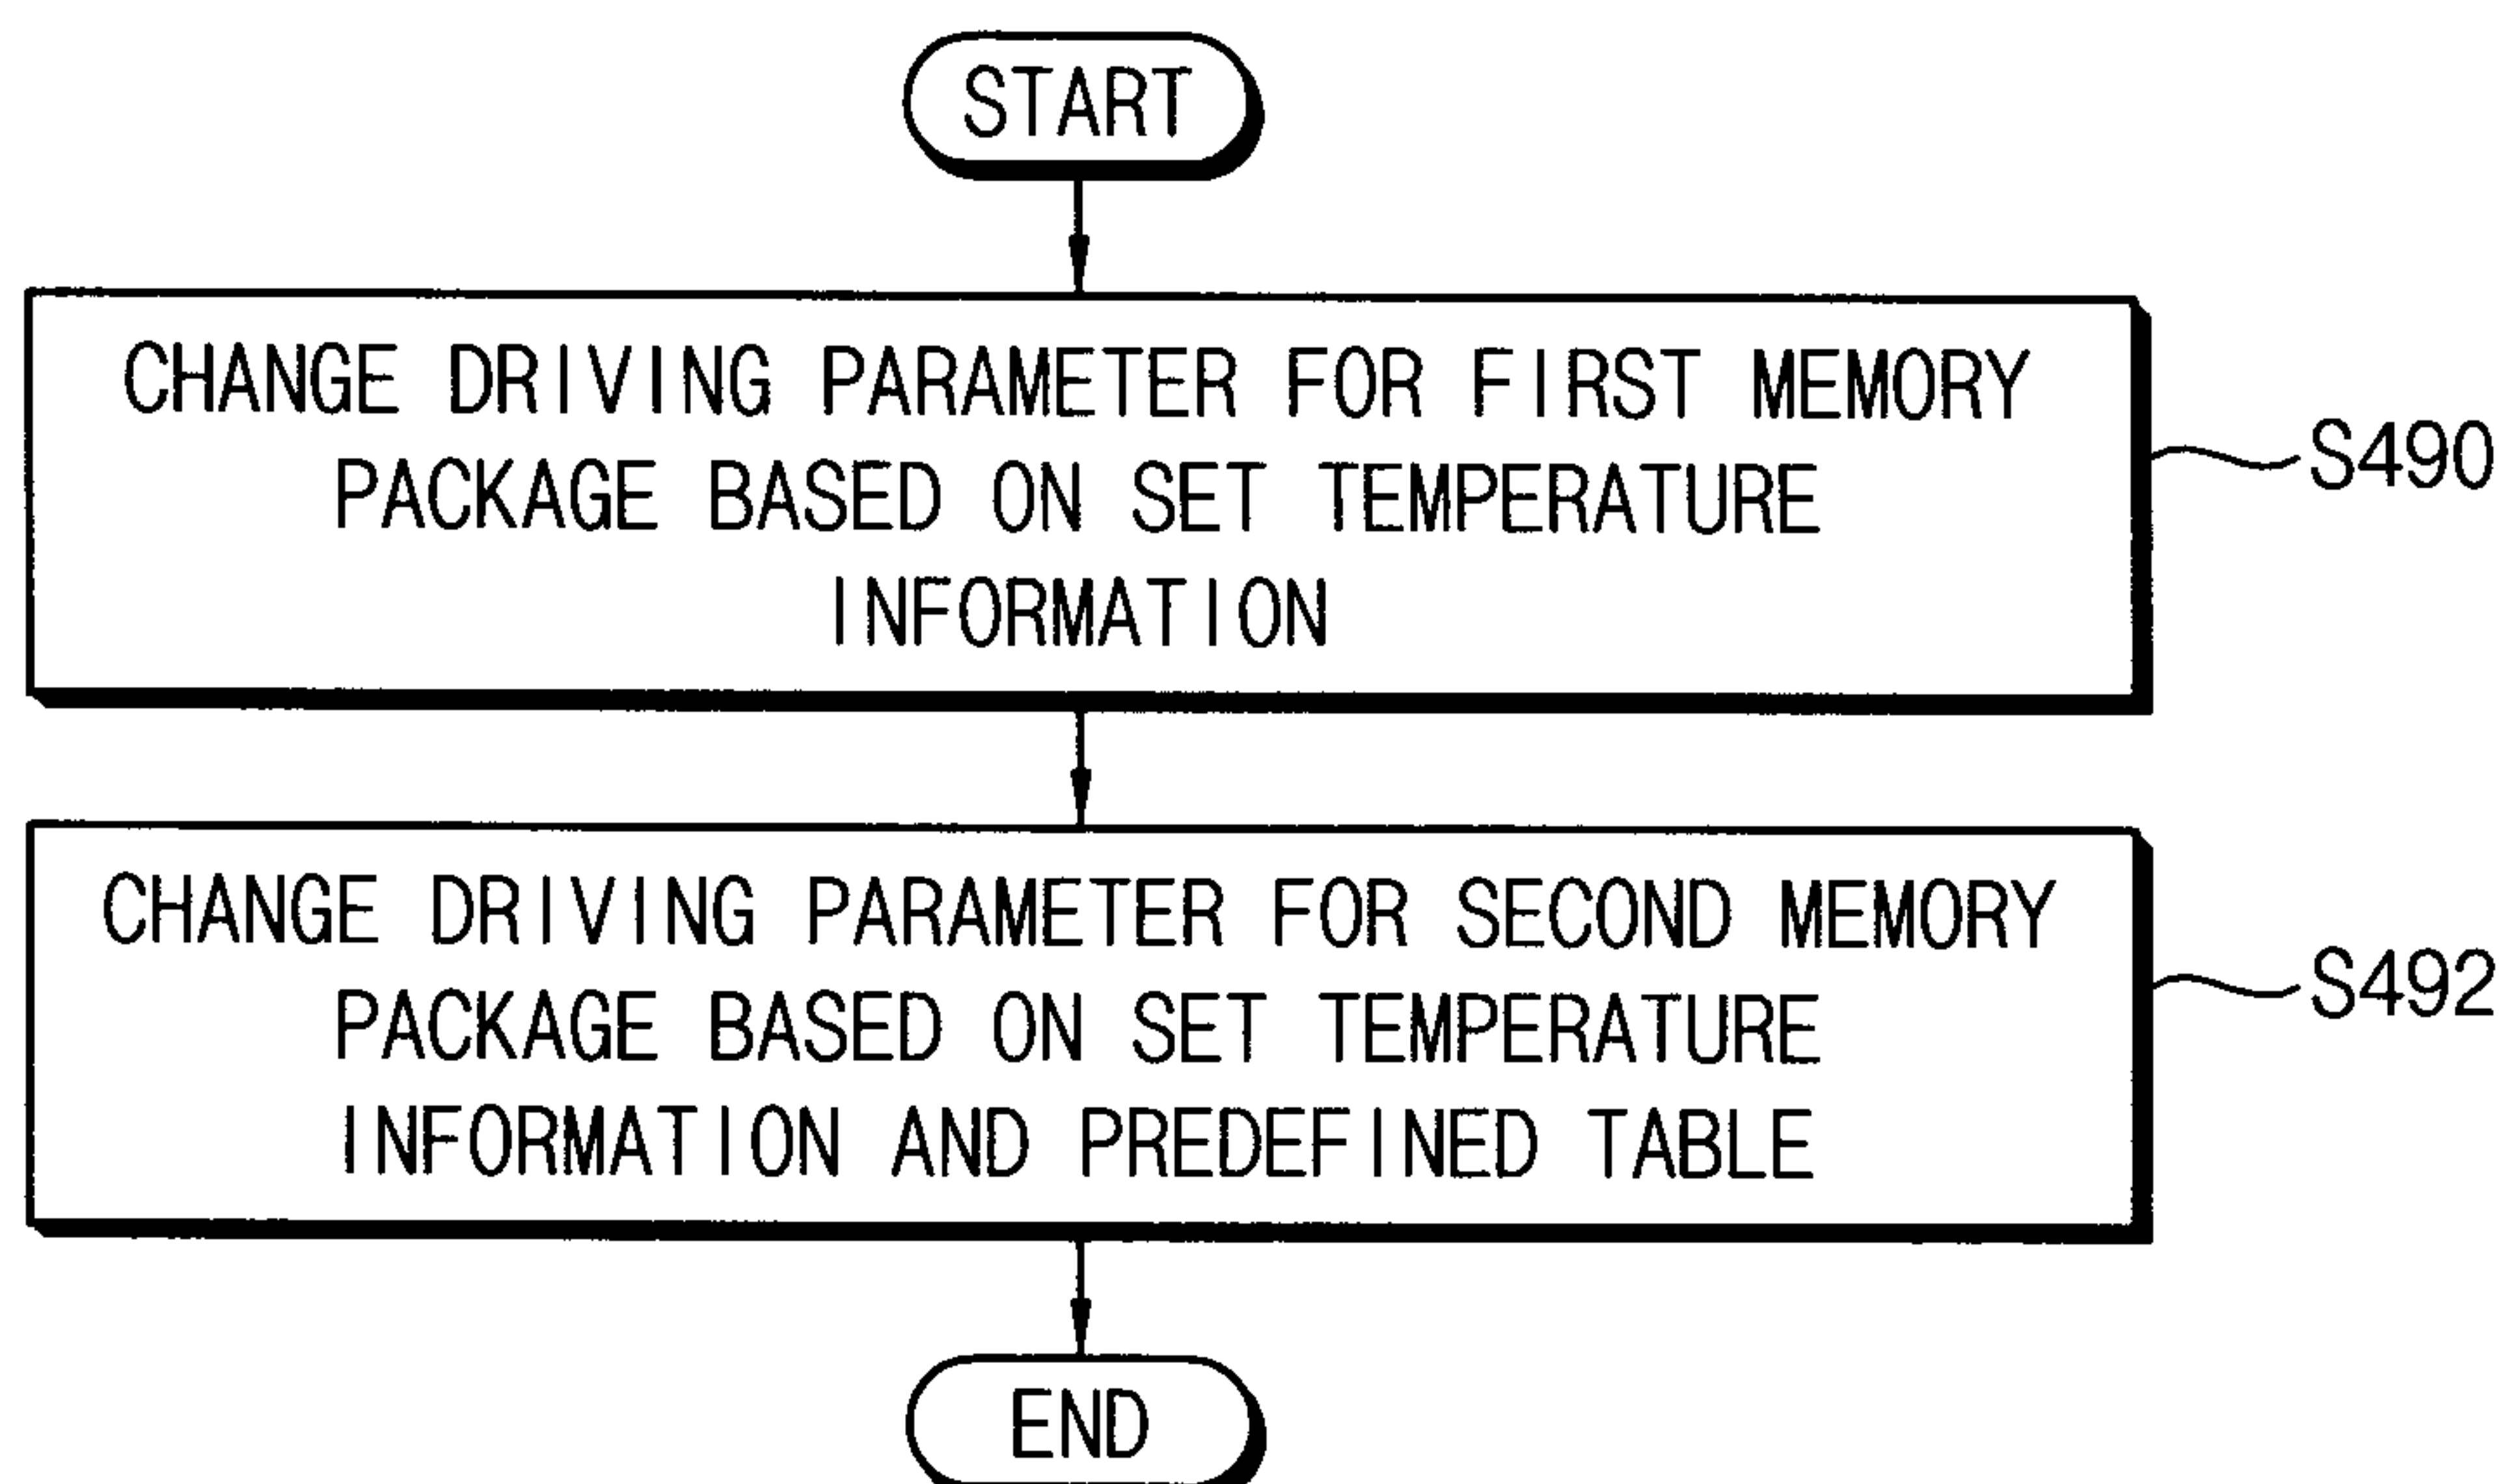 START
CHANGE DRIVING PARAMETER FOR FIRST MEMORY
PACKAGE BASED ON SET TEMPERATURE
INFORMATION
S490
CHANGE DRIVING PARAMETER FOR SECOND MEMORY
PACKAGE BASED ON SET TEMPERATURE
INFORMATION AND PREDEFINED TABLE
S492
END